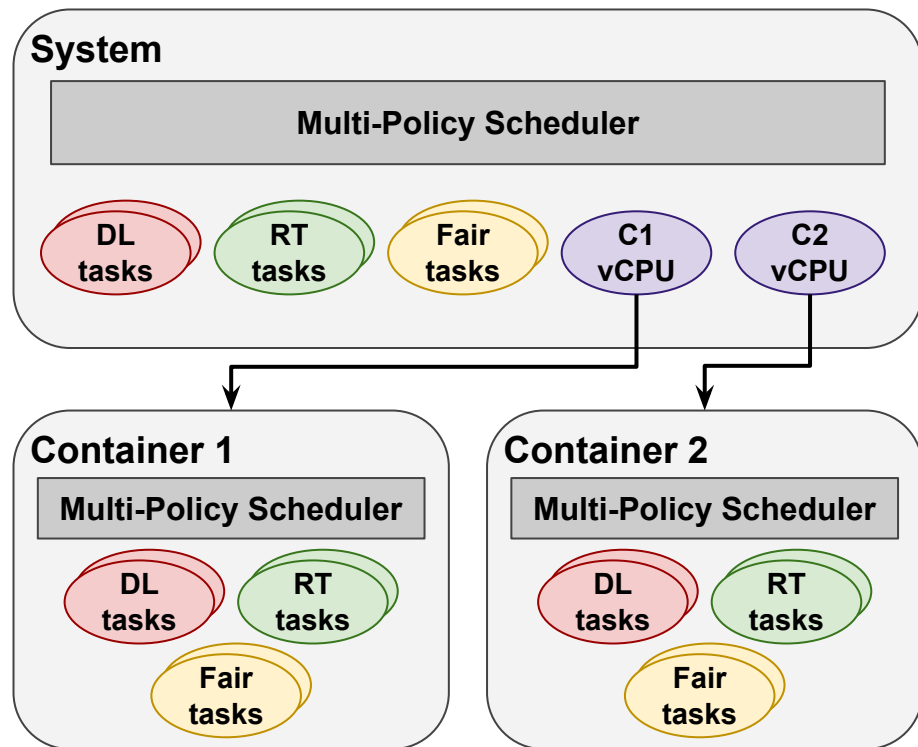 System
Multi-Policy Scheduler
DL
tasks
RT
tasks
Fair
tasks
C1
vCPU
C2
vCPU
Container 1
Multi-Policy Scheduler
DL
tasks
RT
tasks
Fair
tasks
Container 2
Multi-Policy Scheduler
DL
tasks
RT
tasks
Fair
tasks